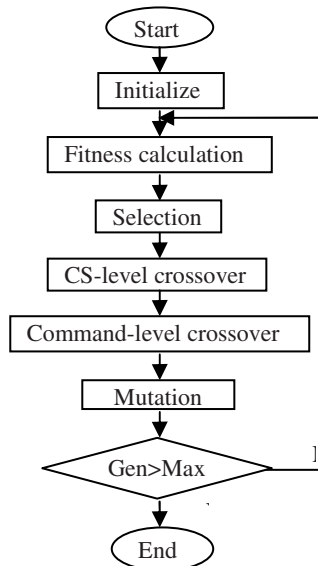 Start
Initialize
Fitness calculation
Selection
CS-level crossover
Command-level crossover
Mutation
Gen>Max
End